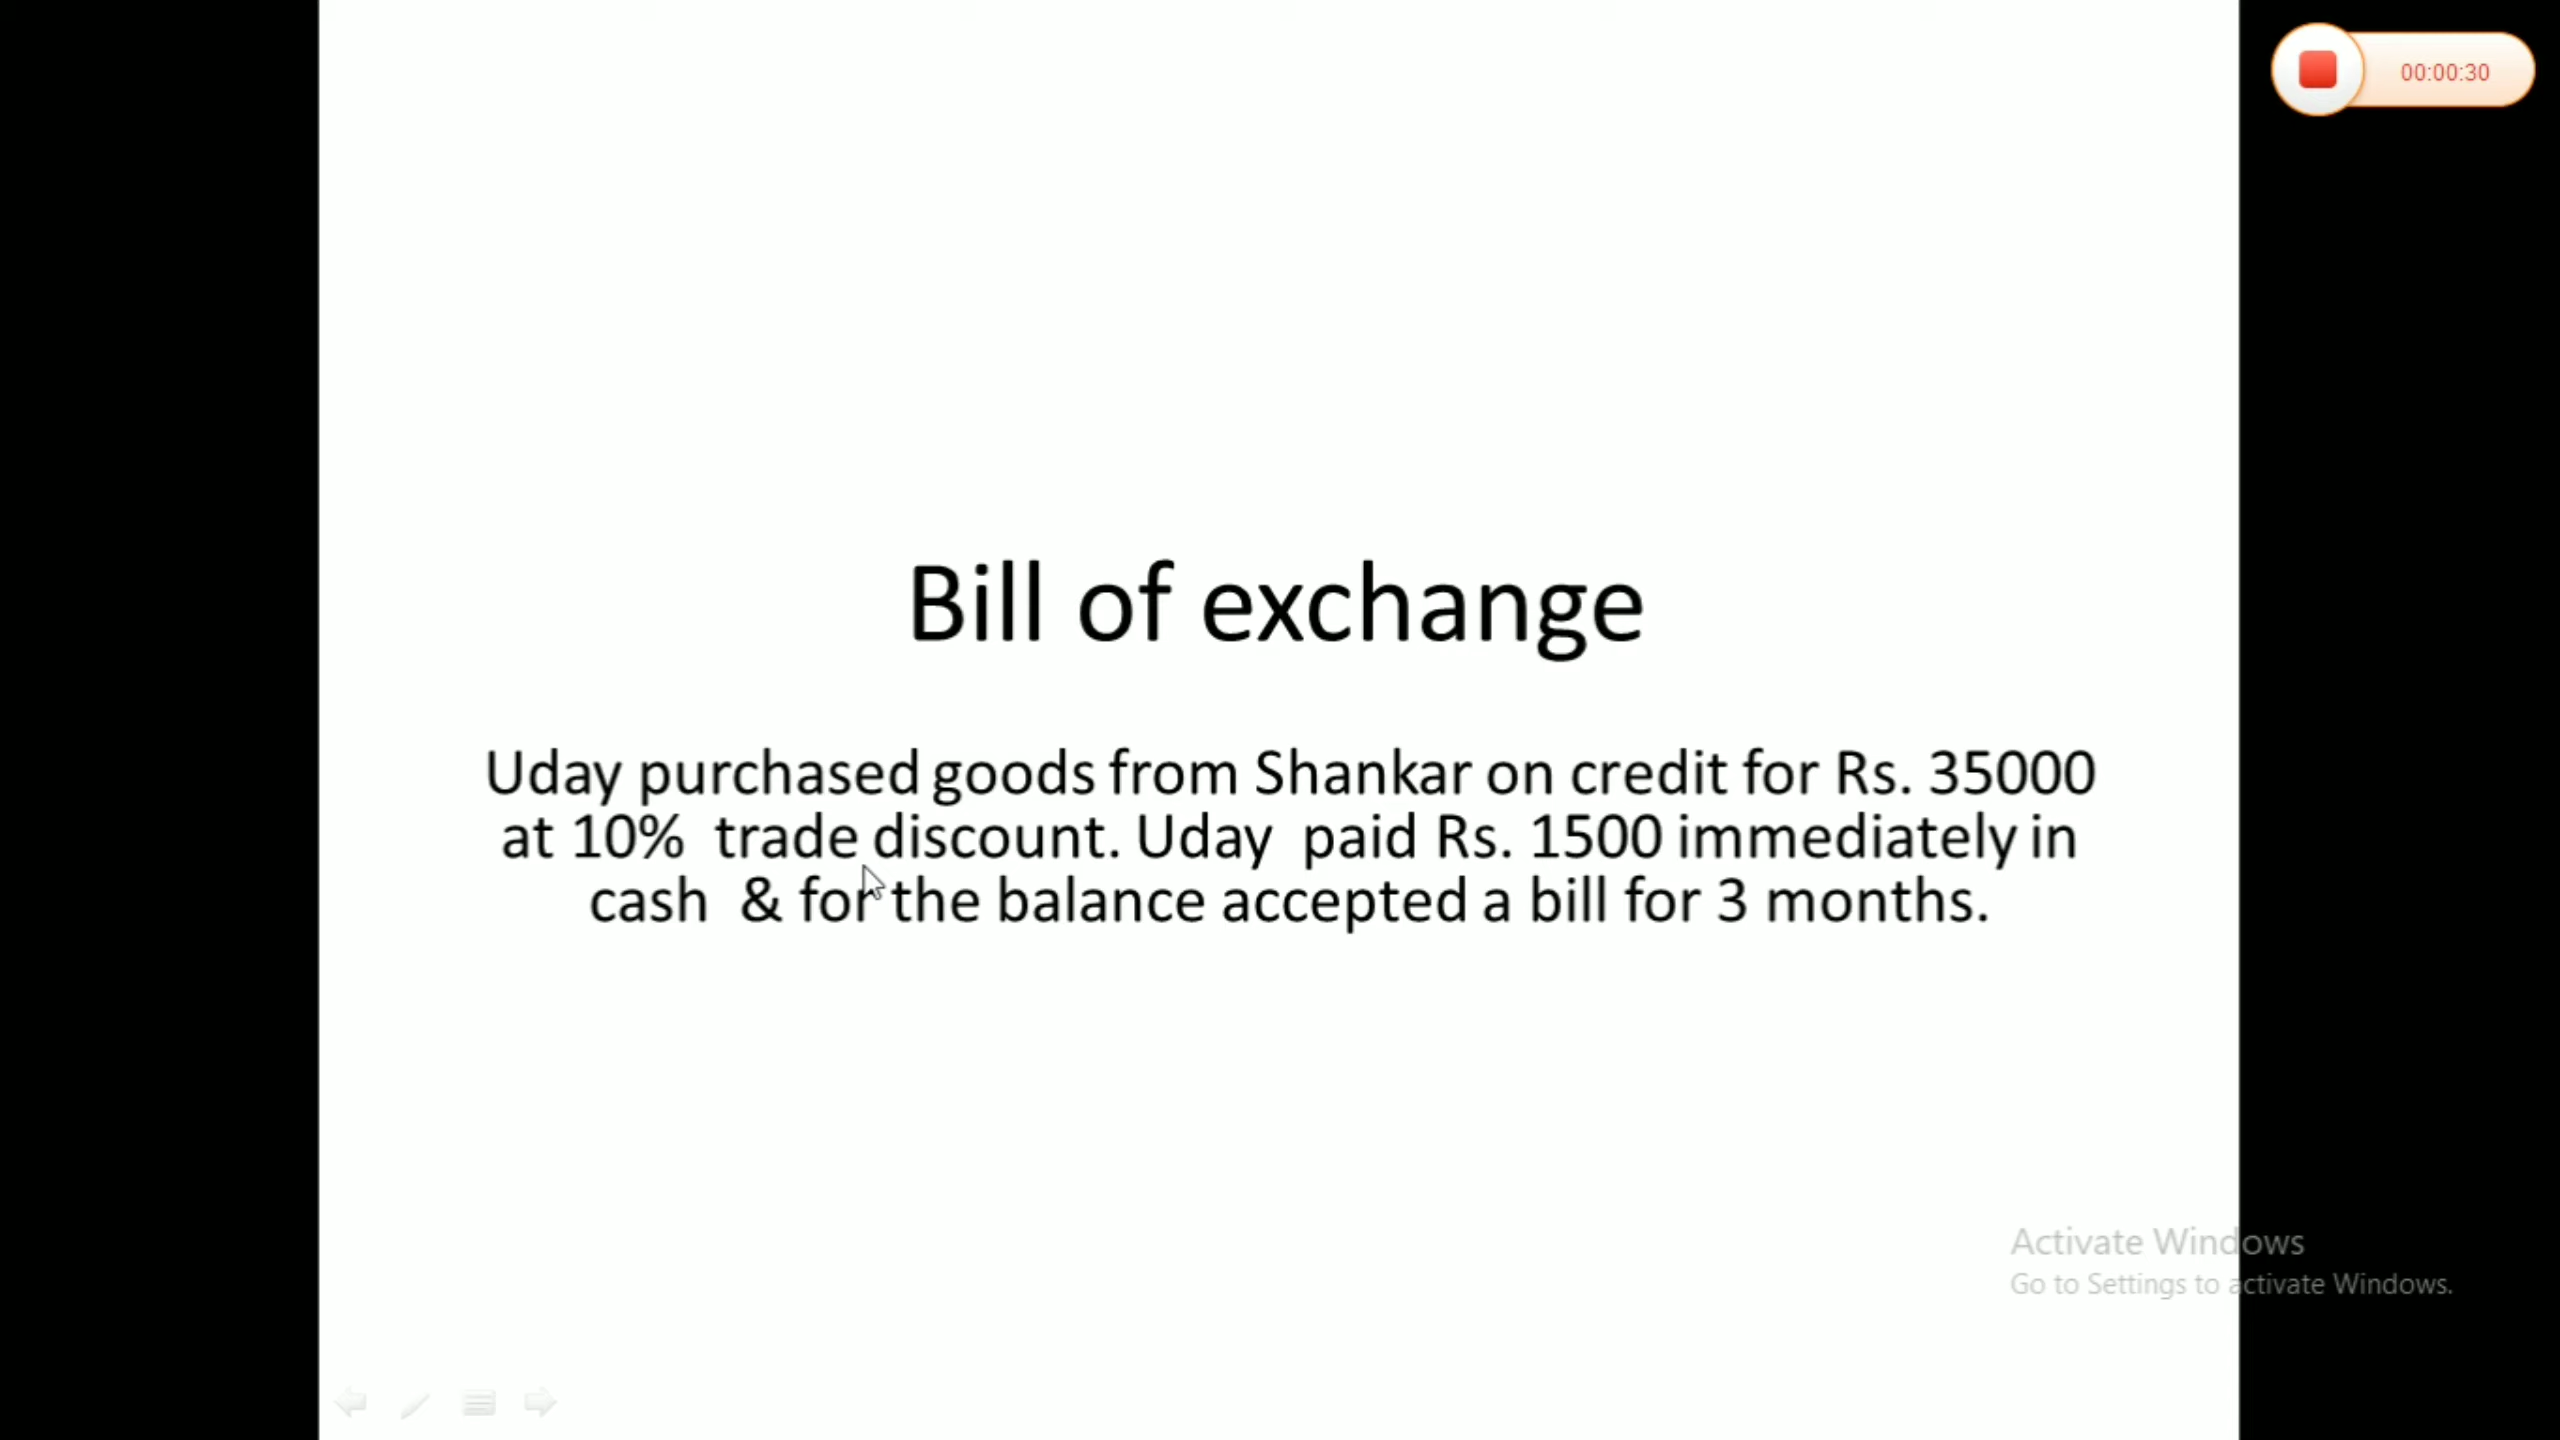 00:00:30
Bill of exchange
Uday purchased goods from Shankar on credit for Rs. 35000
at 10% trade discount. Uday paid Rs. 1500 immediately in
cash & for the balance accepted a bill for 3 months.
Activate Windows
Go to Settings to activate Windows.